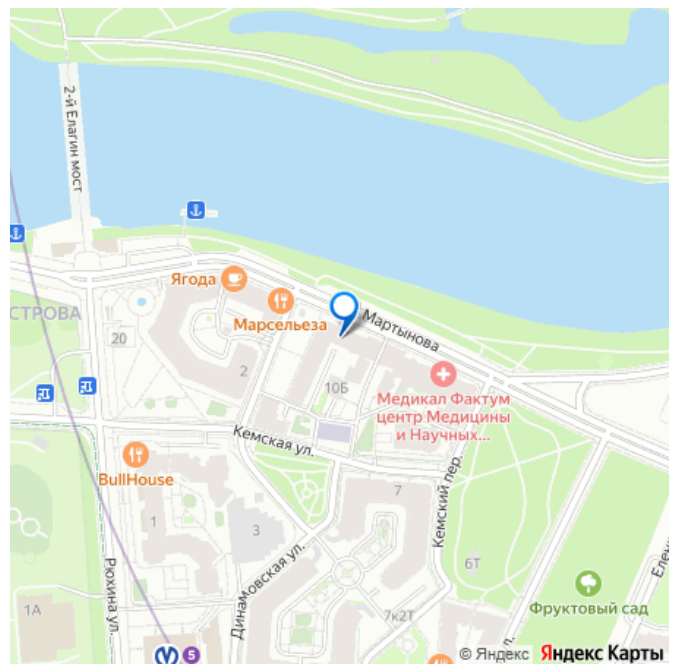 2-й Елагин мост
Ягода
Марсельеза
Мартынова
СТРОВА
20
2
10Б
Медикал Фактум
центр Медицины
и Научных...
Кемская ул.
BullHouse
7
Кемский пер.
1
3
Динамовская ул.
6Т
Рюхина ул.
Фруктовый сад
1А
7к2Т
5
ул.
© Яндекс Яндекс Карты